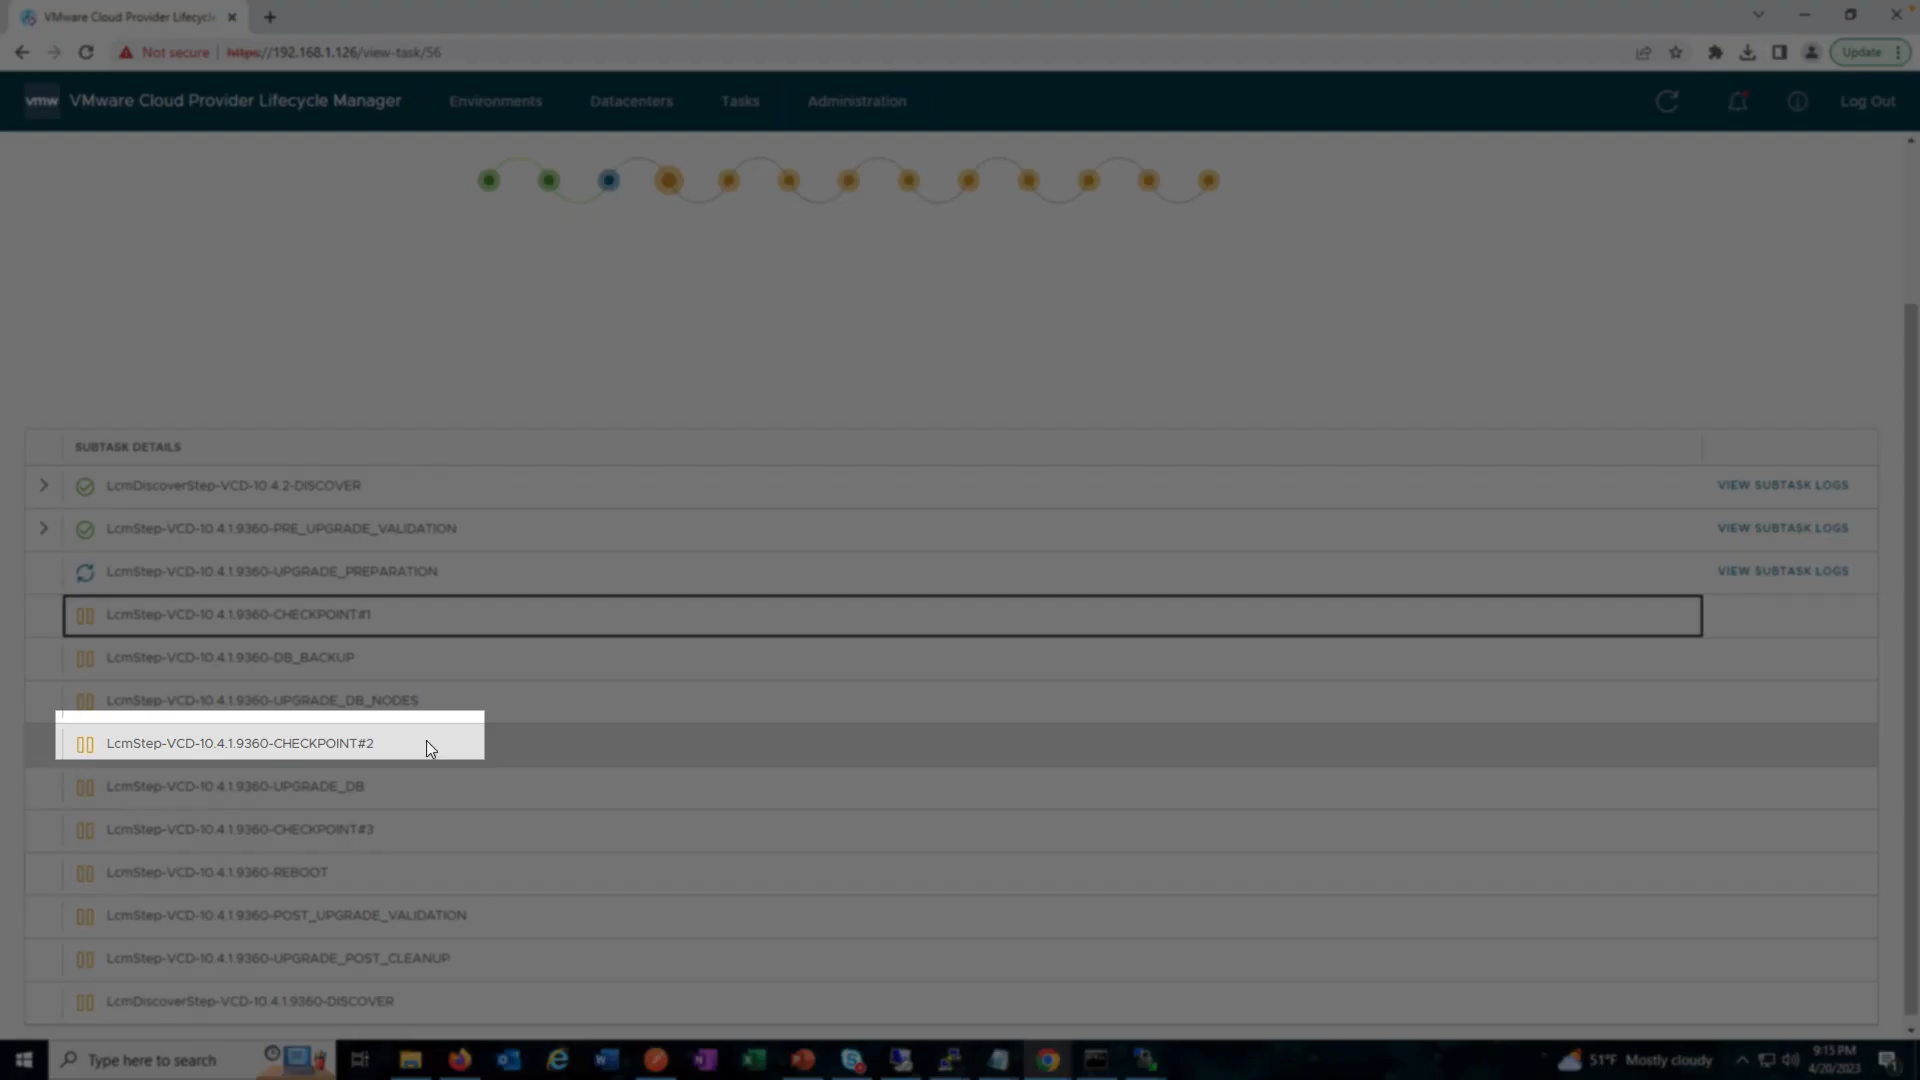 VMware Cloud Provider Lifecycl
Not secure
https://192.168.1.126/view-task/56
Update
vmw
VMware Cloud Provider Lifecycle Manager
Environments
Datacenters
Tasks
Administration
Log Out
SUBTASK DETAILS
LcmDiscoverStep-VCD-10.4.2-DISCOVER
VIEW SUBTASK LOGS
LcmStep-VCD-10.4.1.9360-PRE_UPGRADE_VALIDATION
VIEW SUBTASK LOGS
LcmStep-VCD-10.4.1.9360-UPGRADE_PREPARATION
VIEW SUBTASK LOGS
LcmStep-VCD-10.4.1.9360-CHECKPOINT#1
LcmStep-VCD-10.4.1.9360-DB_BACKUP
LcmStep-VCD-10.4.1.9360-UPGRADE_DB_NODES
LcmStep-VCD-10.4.1.9360-CHECKPOINT#2
LcmStep-VCD-10.4.1.9360-UPGRADE_DB
LcmStep-VCD-10.4.1.9360-CHECKPOINT#3
LcmStep-VCD-10.4.1.9360-REBOOT
LcmStep-VCD-10.4.1.9360-POST_UPGRADE_VALIDATION
LcmStep-VCD-10.4.1.9360-UPGRADE_POST_CLEANUP
LcmDiscoverStep-VCD-10.4.1.9360-DISCOVER
Type here to search
51°F Mostly cloudy
9:15 PM
4/20/2023